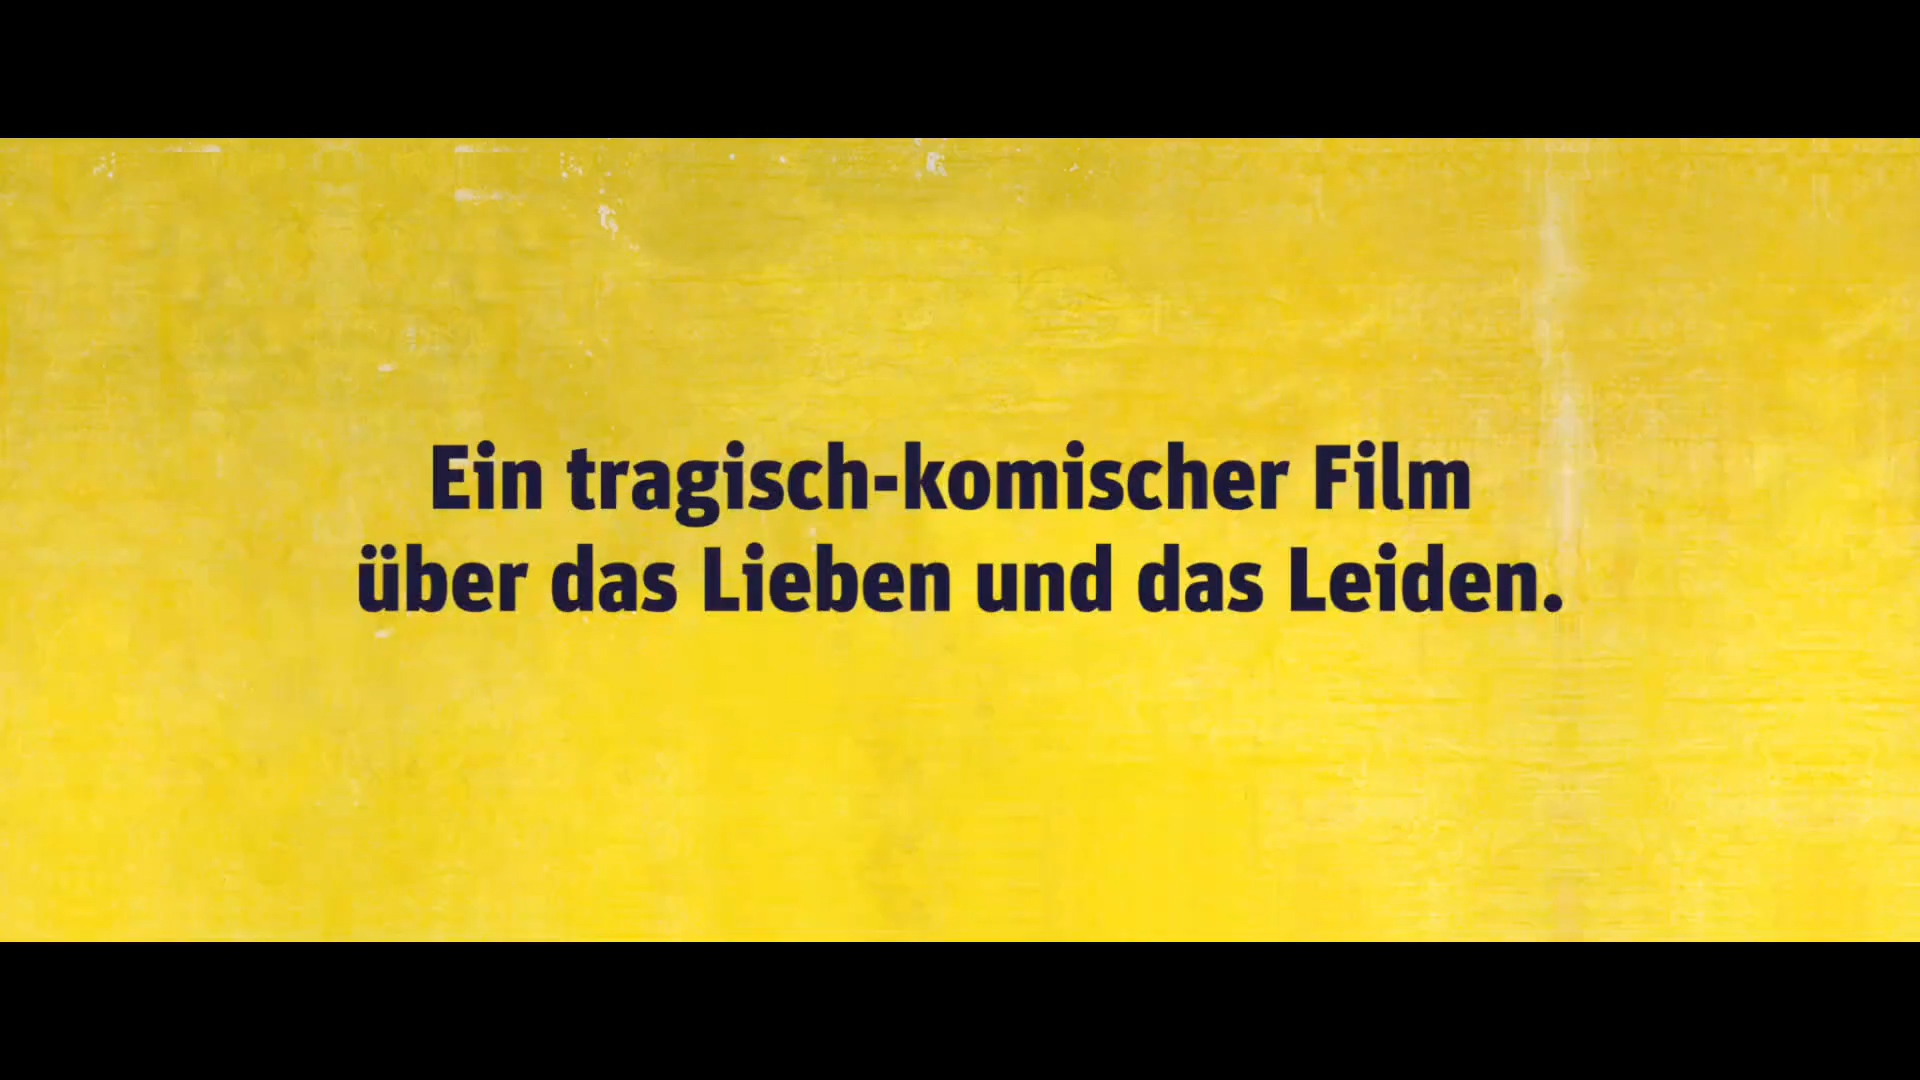 Ein tragisch-komischer Film
über das Lieben und das Leiden.